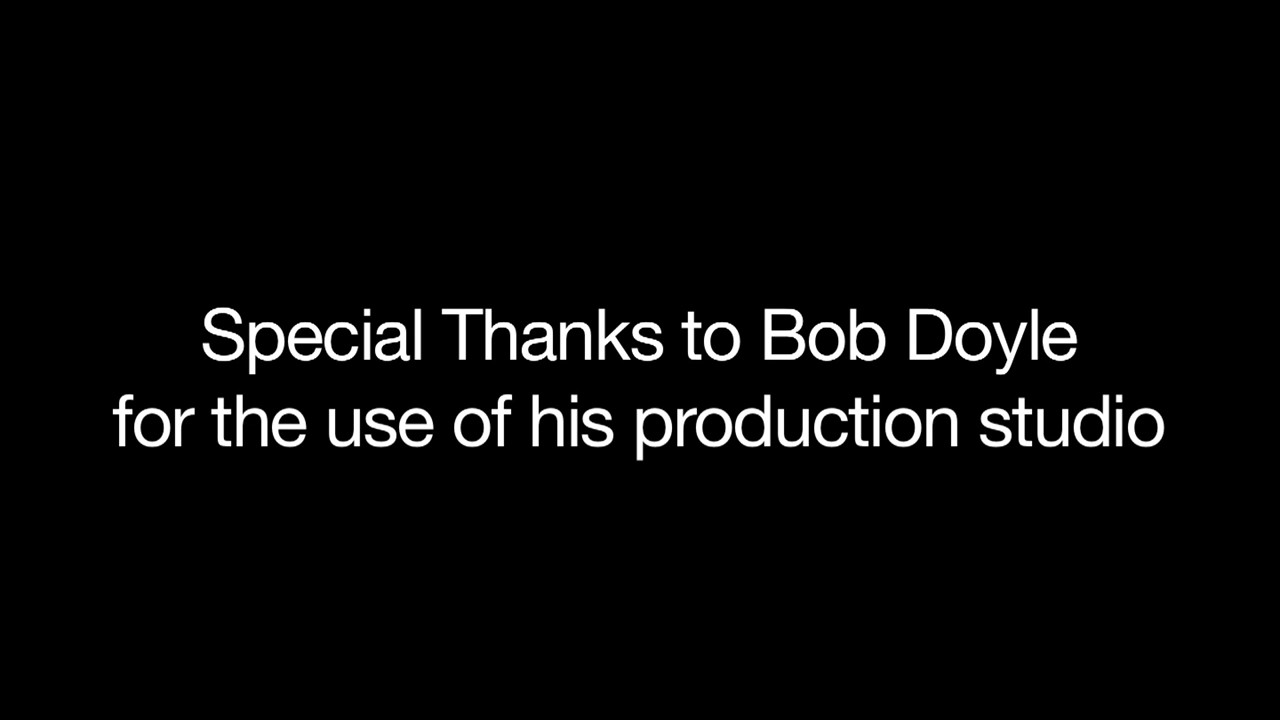 Special Thanks to Bob Doyle
for the use of his production studio